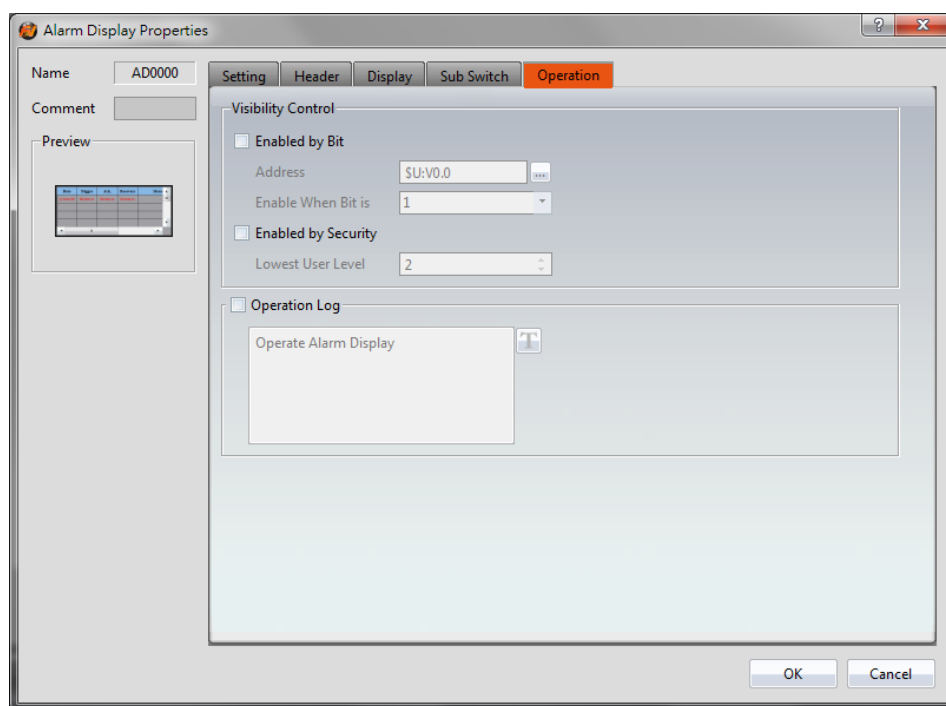 Alarm Display Properties
Name AD0000
Comment
Preview
Setting Header Display Sub Switch Operation
Visibility Control
Enabled by Bit
Address $U:V0.0 ...
Enable When Bit is 1
Enabled by Security
Lowest User Level 2
Operation Log
Operate Alarm Display T
OK Cancel